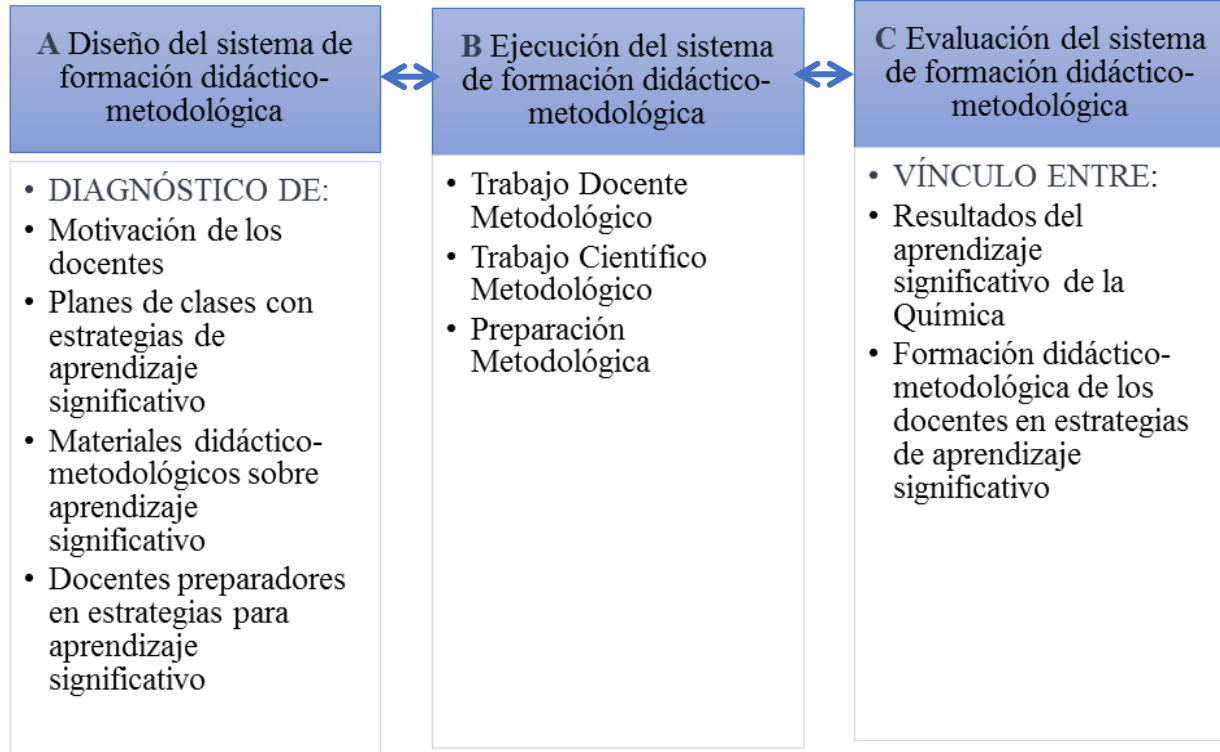 A Diseño del sistema de
formación didáctico-
metodológica
• DIAGNÓSTICO DE:
• Motivación de los
docentes
• Planes de clases con
estrategias de
aprendizaje
significativo
• Materiales didáctico-
metodológicos sobre
aprendizaje
significativo
• Docentes preparadores
en estrategias para
aprendizaje
significativo
B Ejecución del sistema
de formación didáctico-
metodológica
• Trabajo Docente
Metodológico
• Trabajo Científico
Metodológico
• Preparación
Metodológica
C Evaluación del sistema
de formación didáctico-
metodológica
• VÍNCULO ENTRE:
• Resultados del
aprendizaje
significativo de la
Química
• Formación didáctico-
metodológica de los
docentes en estrategias
de aprendizaje
significativo